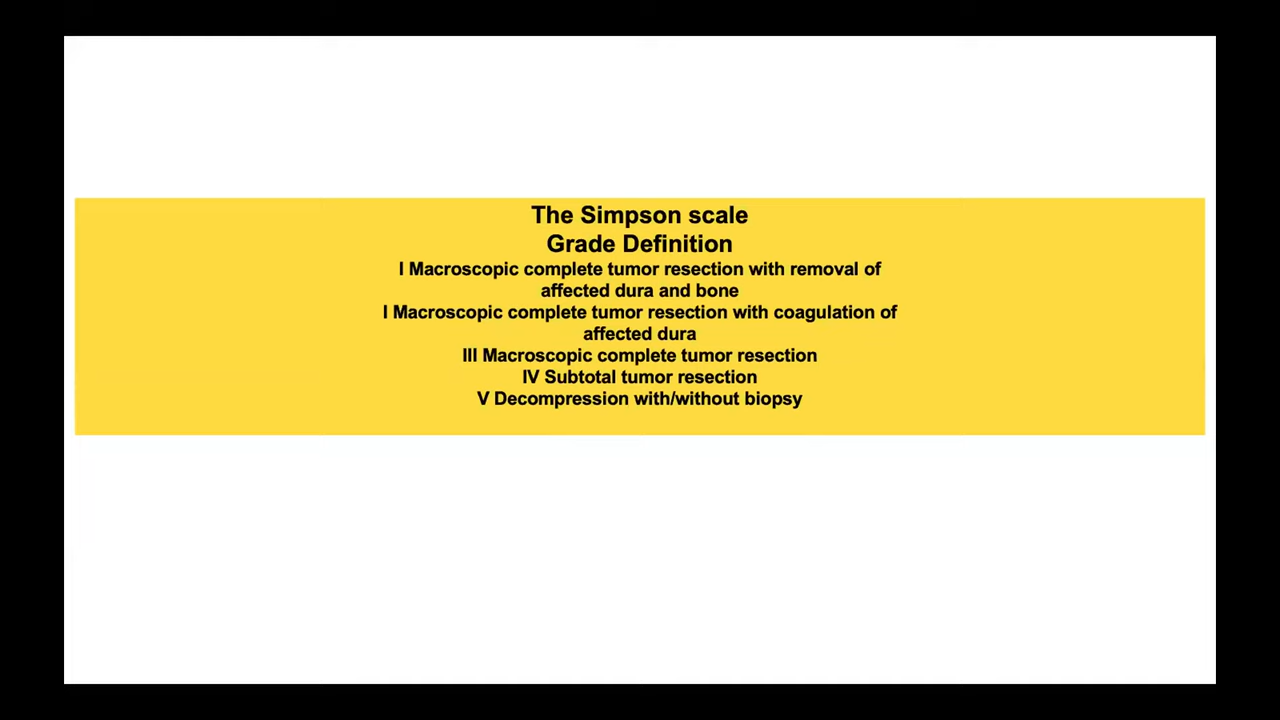 The Simpson scale
Grade Definition
I Macroscopic complete tumor resection with removal of
affected dura and bone
I Macroscopic complete tumor resection with coagulation of
affected dura
III Macroscopic complete tumor resection
IV Subtotal tumor resection
V Decompression with/without biopsy